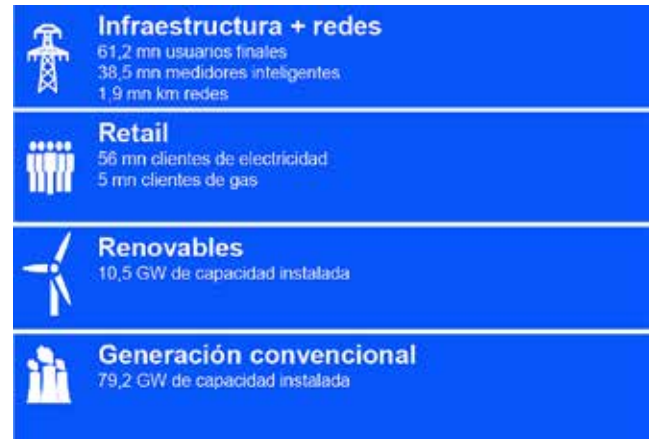 Infraestructura + redes
61,2 mn usuarios finales
38,5 mn medidores inteligentes
1,9 mn km redes
Retail
56 mn clientes de electricidad
5 mn clientes de gas
Renovables
10,5 GW de capacidad instalada
Generación convencional
79,2 GW de capacidad instalada